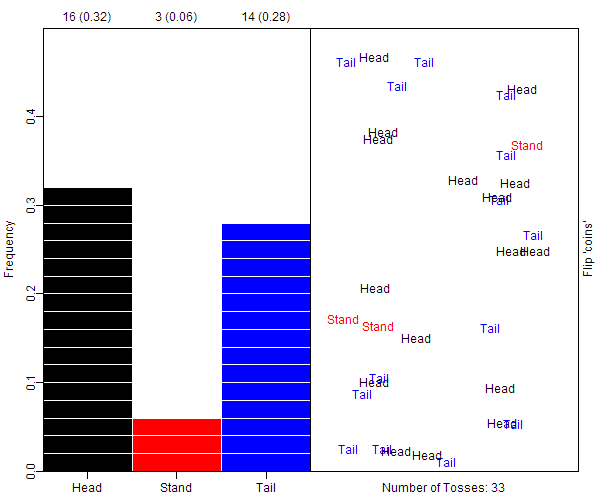 16 (0.32) 3 (0.06) 14 (0.28)
Frequency
0.4
0.3
0.2
0.1
0.0
Head Stand Tail
Tail Head Tail
Tail
Head
Tail
Head
Head
Stand
Tail
Head Head
Head
Tail
Tail
Head Head
Head
Stand
Stand
Tail
Head
Tail
Head
Head
Tail
Head Tail
Tail Tail Head
Head
Tail
Flip 'coins'
Number of Tosses: 33